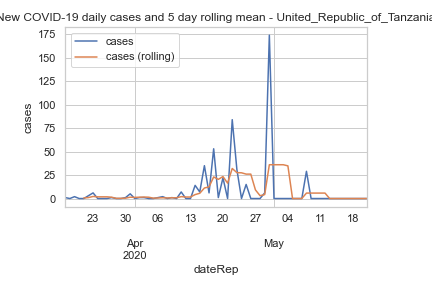 New COVID-19 daily cases and 5 day rolling mean - United_Republic_of_Tanzania
cases
cases (rolling)
175
150
125
100
75
50
25
0
cases
23 30 06 13 20 27 04 11 18
Apr May
2020
dateRep